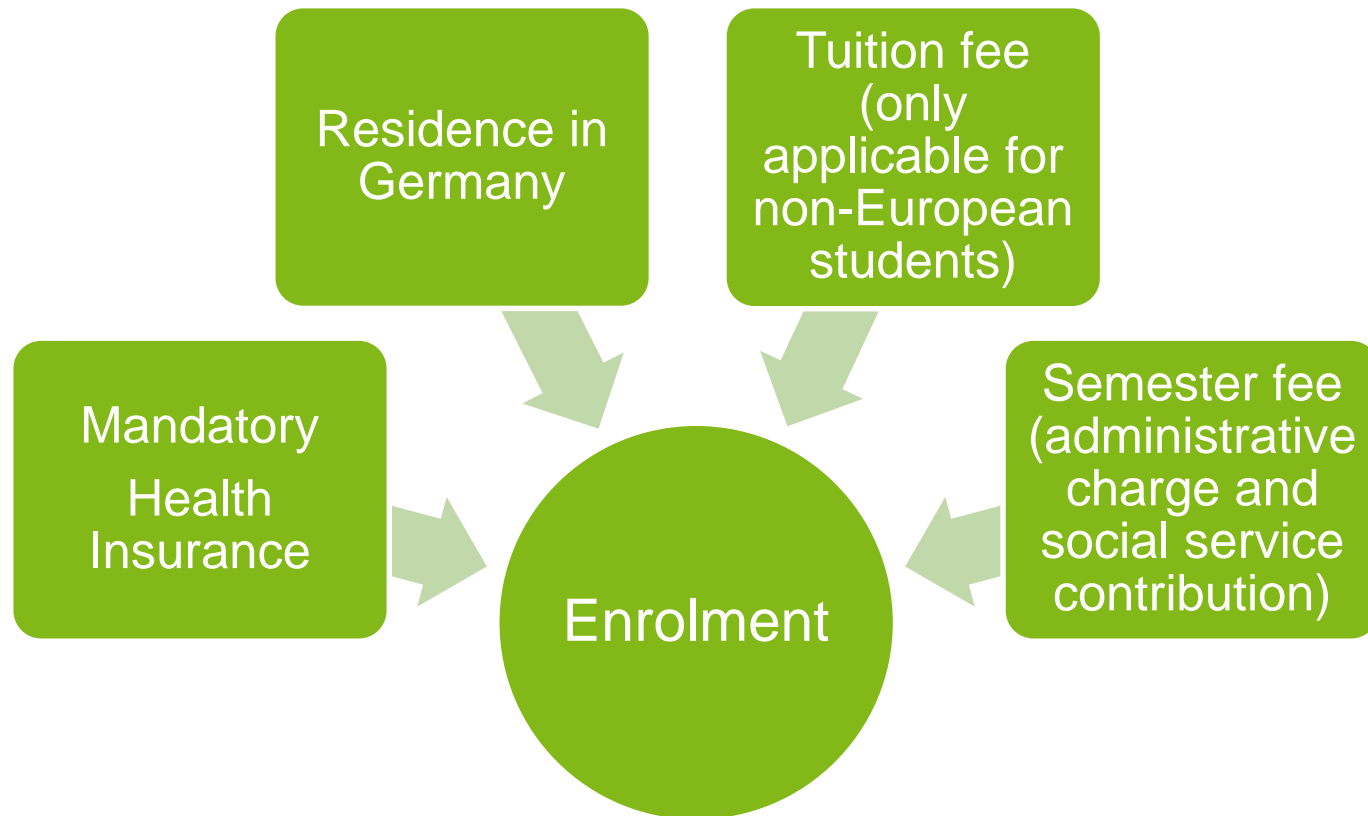 Mandatory
Health
Insurance
Residence in
Germany
Tuition fee
(only
applicable for
non-European
students)
Semester fee
(administrative
charge and
social service
contribution)
Enrolment